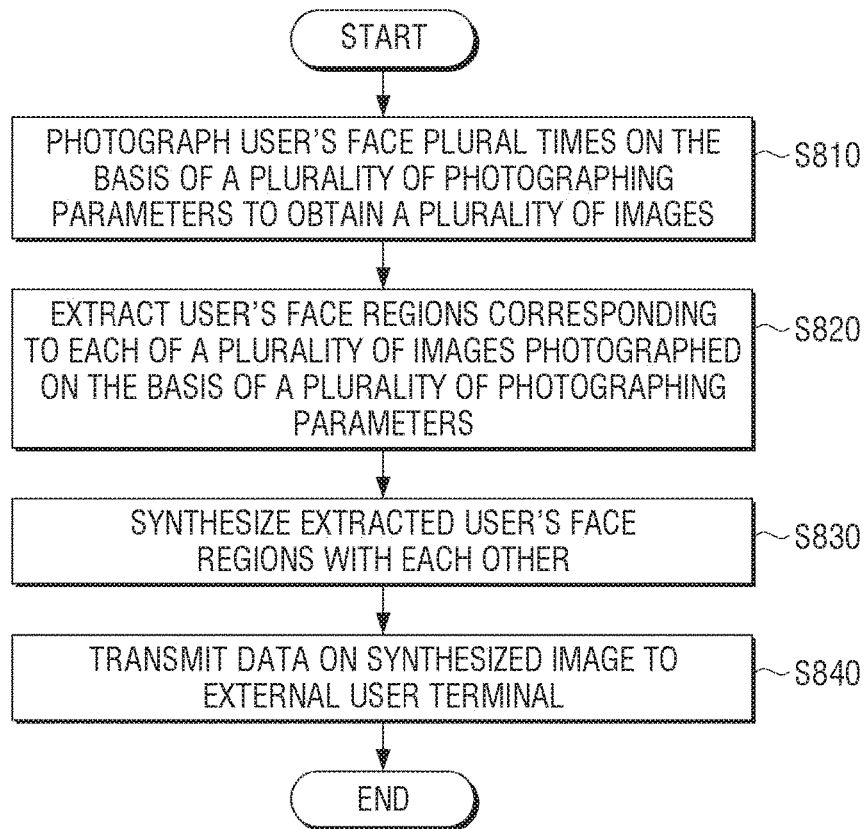 START
PHOTOGRAPH USER'S FACE PLURAL TIMES ON THE
BASIS OF A PLURALITY OF PHOTOGRAPHING
PARAMETERS TO OBTAIN A PLURALITY OF IMAGES
S810
EXTRACT USER'S FACE REGIONS CORRESPONDING
TO EACH OF A PLURALITY OF IMAGES PHOTOGRAPHED
ON THE BASIS OF A PLURALITY OF PHOTOGRAPHING
PARAMETERS
S820
SYNTHESIZE EXTRACTED USER'S FACE
REGIONS WITH EACH OTHER
S830
TRANSMIT DATA ON SYNTHESIZED IMAGE TO
EXTERNAL USER TERMINAL
S840
END